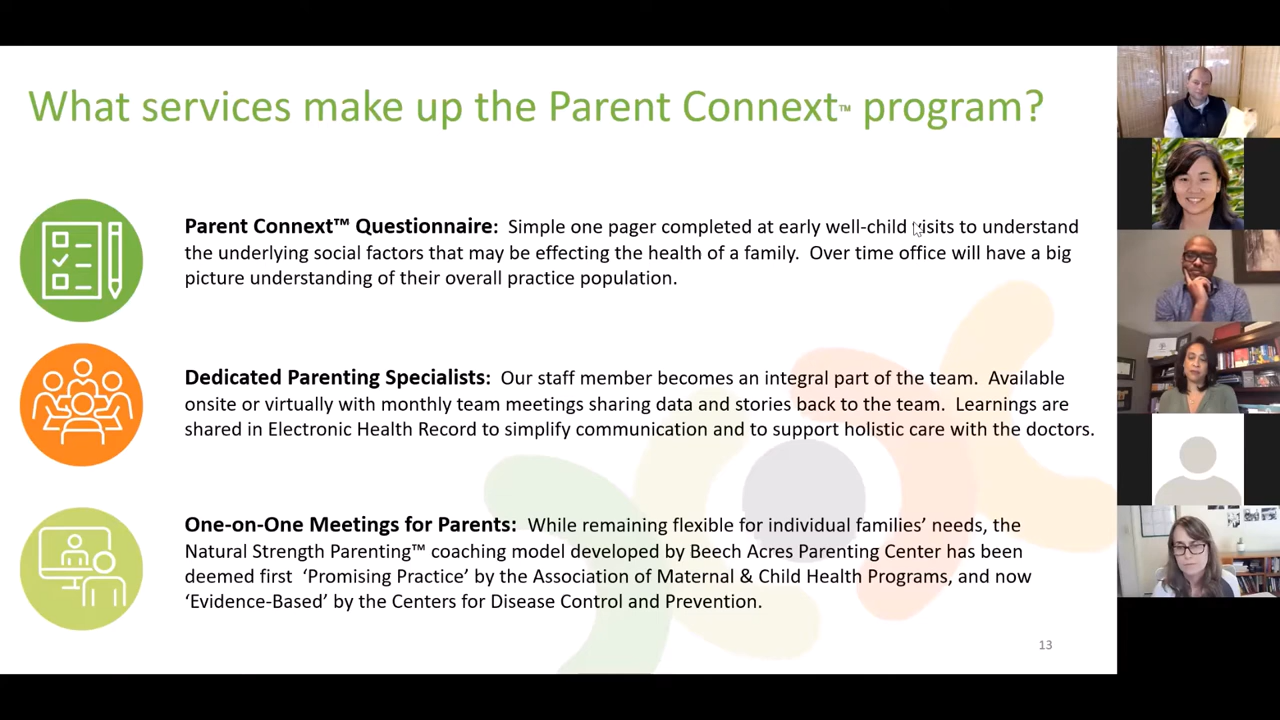 What services make up the Parent Connext™ program?
Parent Connext™ Questionnaire: Simple one pager completed at early well-child visits to understand
the underlying social factors that may be effecting the health of a family. Over time office will have a big
picture understanding of their overall practice population.
Dedicated Parenting Specialists: Our staff member becomes an integral part of the team. Available
onsite or virtually with monthly team meetings sharing data and stories back to the team. Learnings are
shared in Electronic Health Record to simplify communication and to support holistic care with the doctors.
One-on-One Meetings for Parents: While remaining flexible for individual families’ needs, the
Natural Strength Parenting™ coaching model developed by Beech Acres Parenting Center has been
deemed first ‘Promising Practice’ by the Association of Maternal & Child Health Programs, and now
‘Evidence-Based’ by the Centers for Disease Control and Prevention.
13